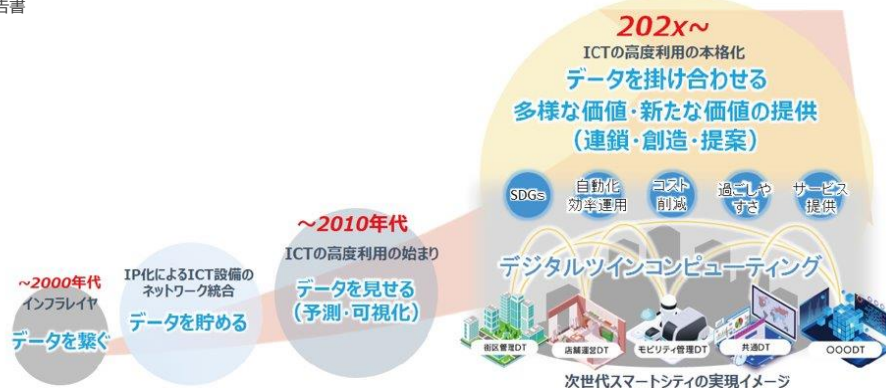 告書
~2000年代
インフラレイヤ
データを繋ぐ
IP化によるICT設備の
ネットワーク統合
データを貯める
～2010年代
ICTの高度利用の始まり
データを見せる
（予測・可視化）
202x～
ICTの高度利用の本格化
データを掛け合わせる
多様な価値・新たな価値の提供
（連鎖・創造・提案）
SDGs
自動化
効率運用
コスト
削減
過ごしや
すさ
サービス
提供
デジタルツインコンピューティング
街区管理DT
店舗運営DT
モビリティ管理DT
共通DT
〇〇〇DT
次世代スマートシティの実現イメージ